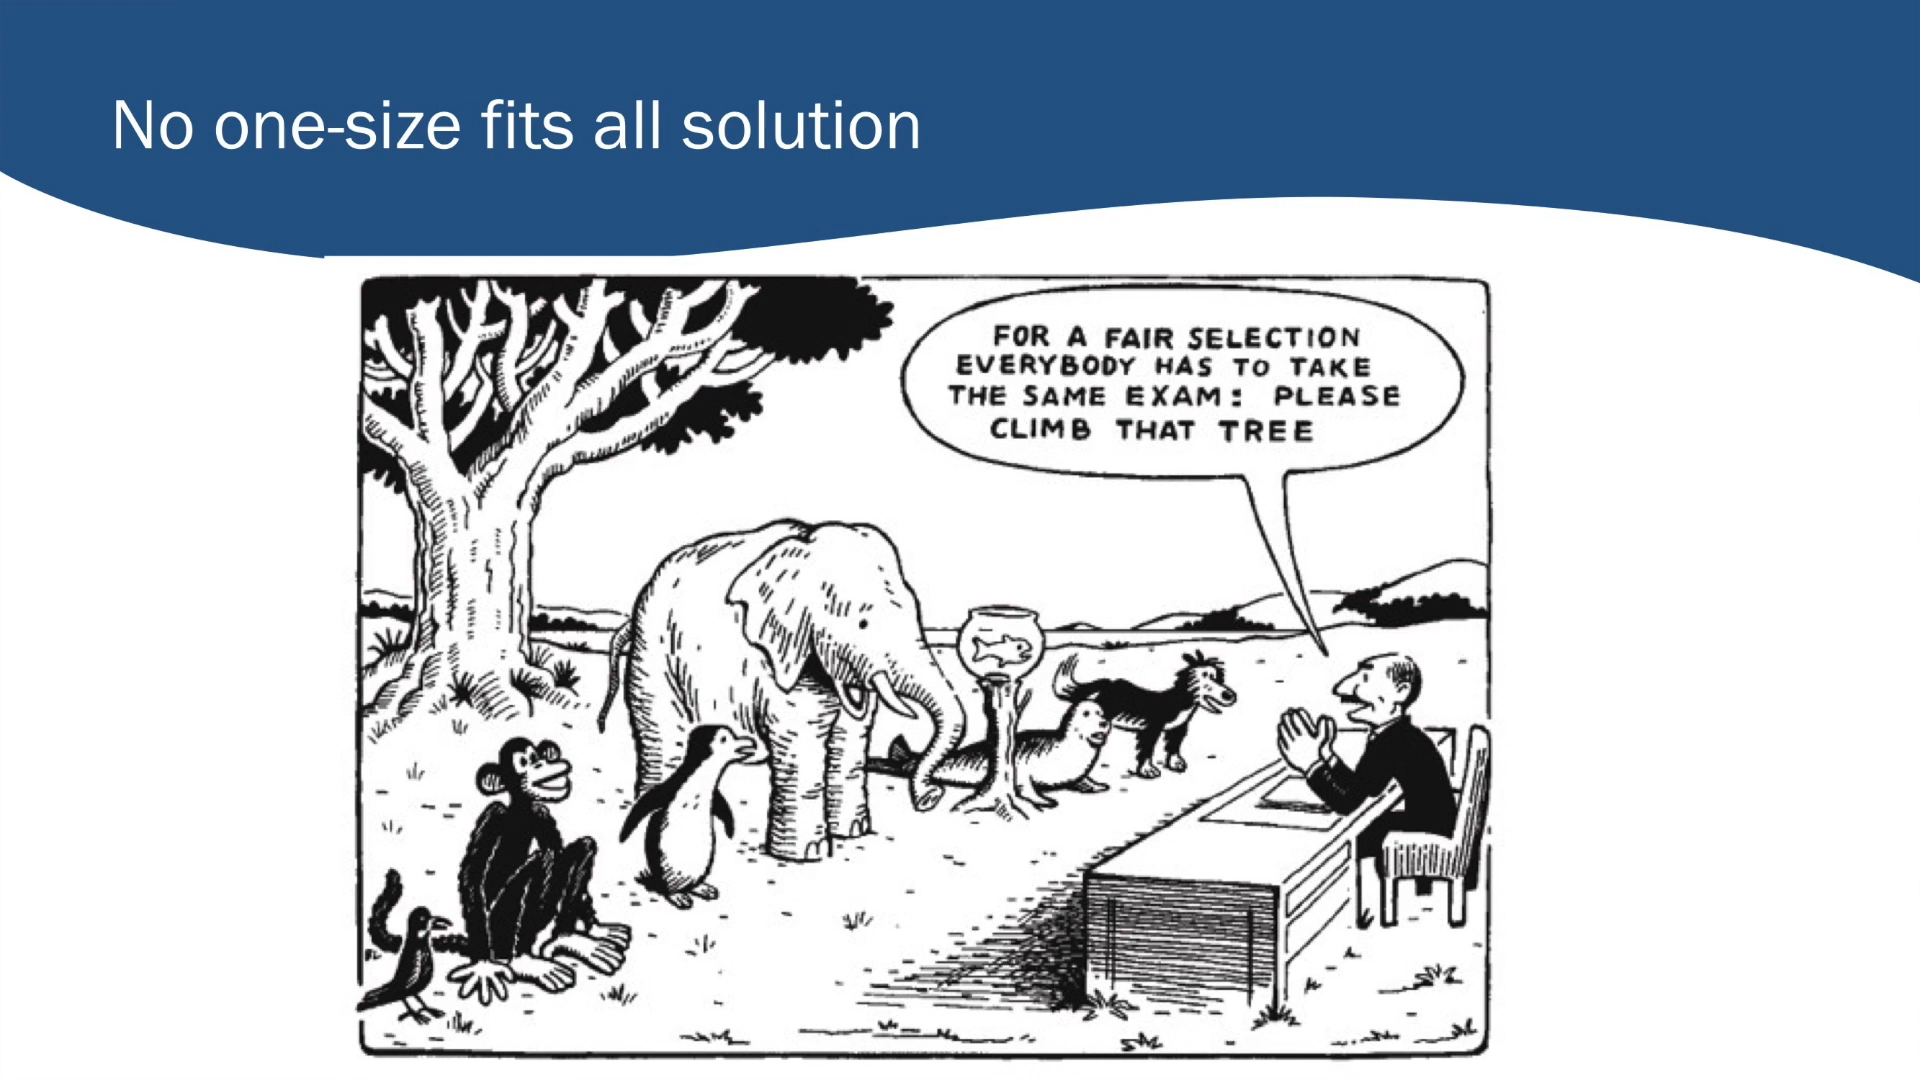 No one-size fits all solution
FOR A FAIR SELECTION
EVERYBODY HAS TO TAKE
THE SAME EXAM: PLEASE
CLIMB THAT TREE